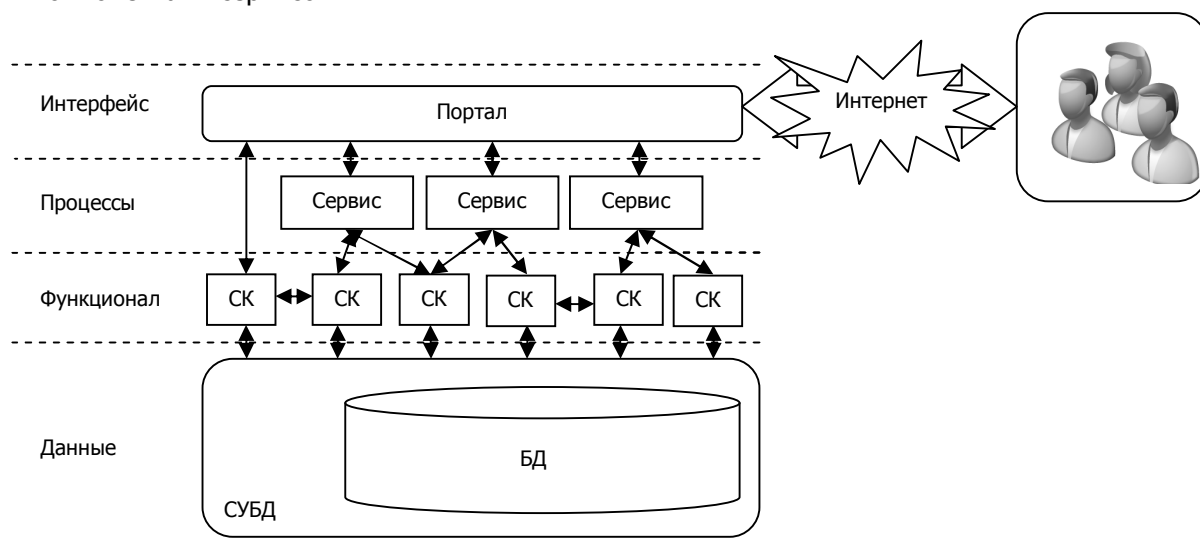 Интерфейс
Портал
Интернет
Процессы
Сервис
Сервис
Сервис
Функционал
СК
СК
СК
СК
СК
СК
Данные
БД
СУБД